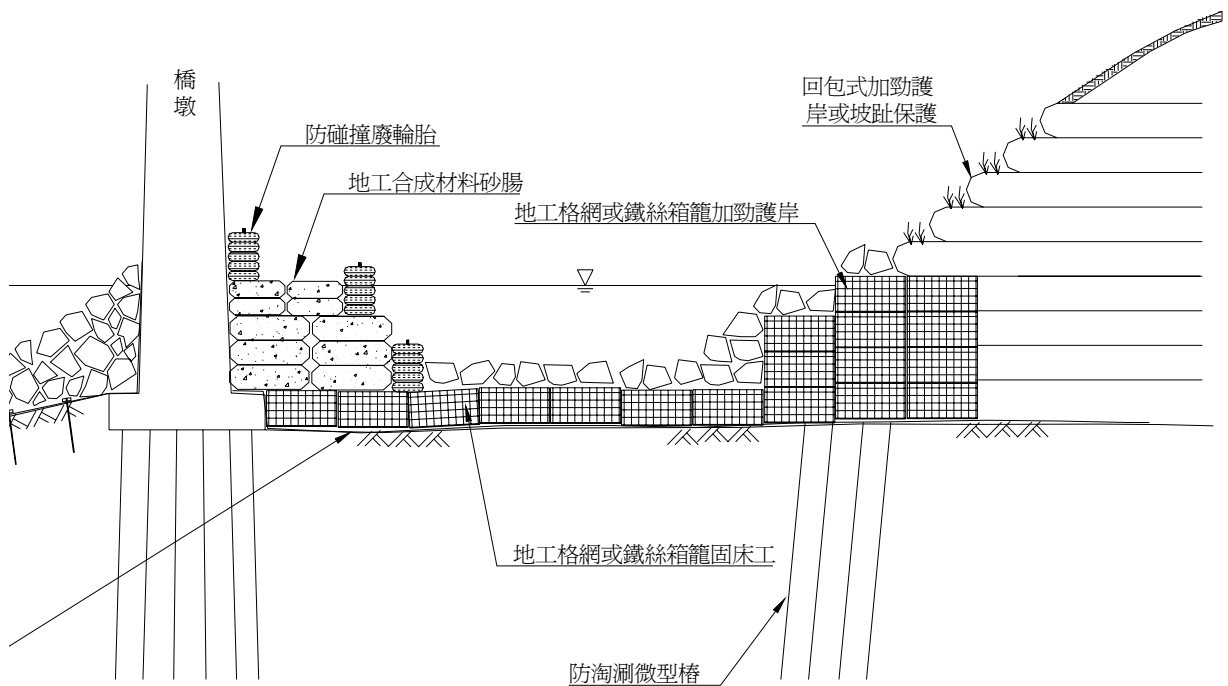 橋
墩
回包式加勁護
岸或坡趾保護
防碰撞廢輪胎
地工合成材料砂腸
地工格網或鐵絲箱籠加勁護岸
地工格網或鐵絲箱籠固床工
防淘涮微型樁